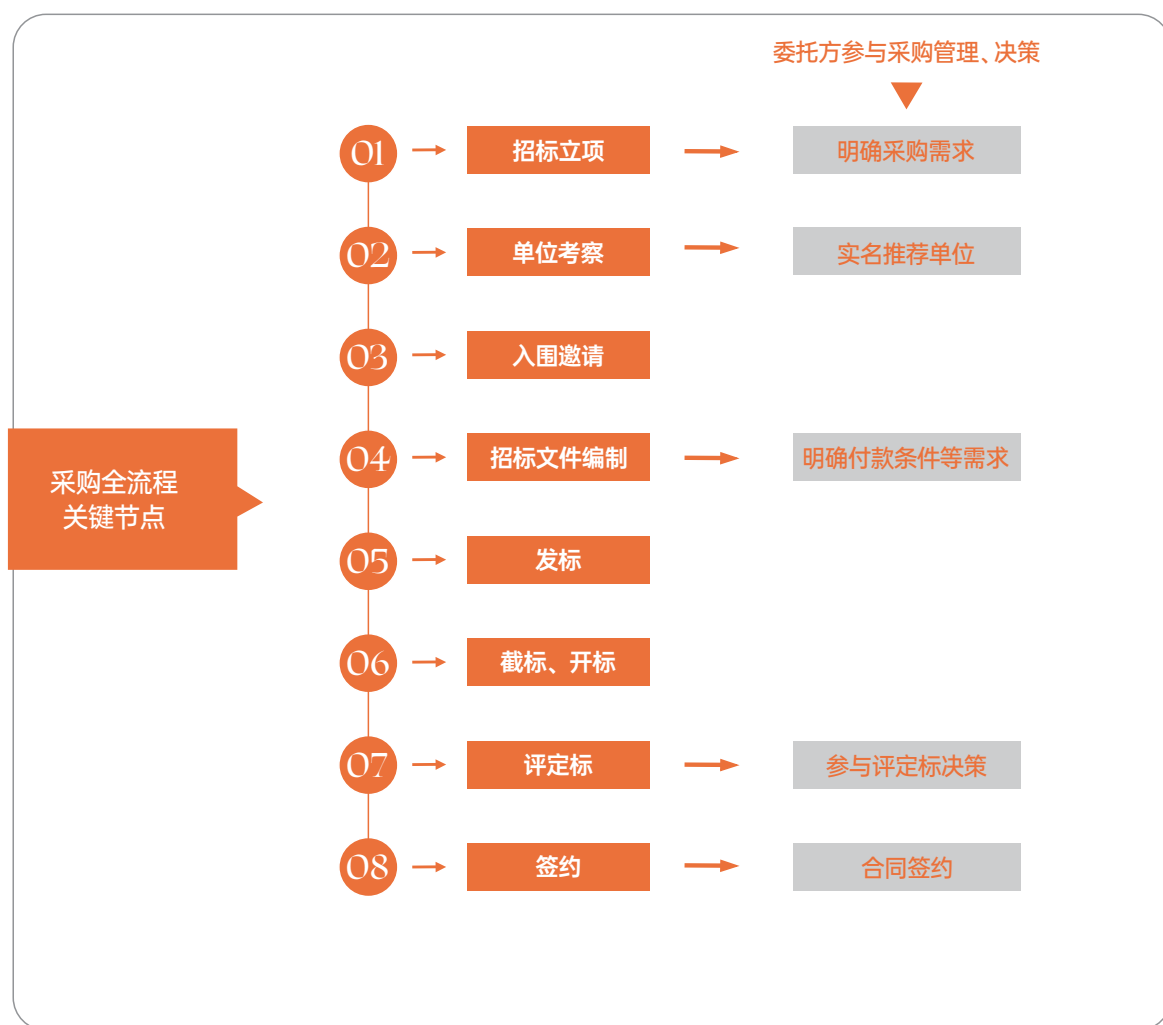 委托方参与采购管理、决策
采购全流程
关键节点
01 招标立项 明确采购需求
02 单位考察 实名推荐单位
03 入围邀请
04 招标文件编制 明确付款条件等需求
05 发标
06 截标、开标
07 评定标 参与评定标决策
08 签约 合同签约